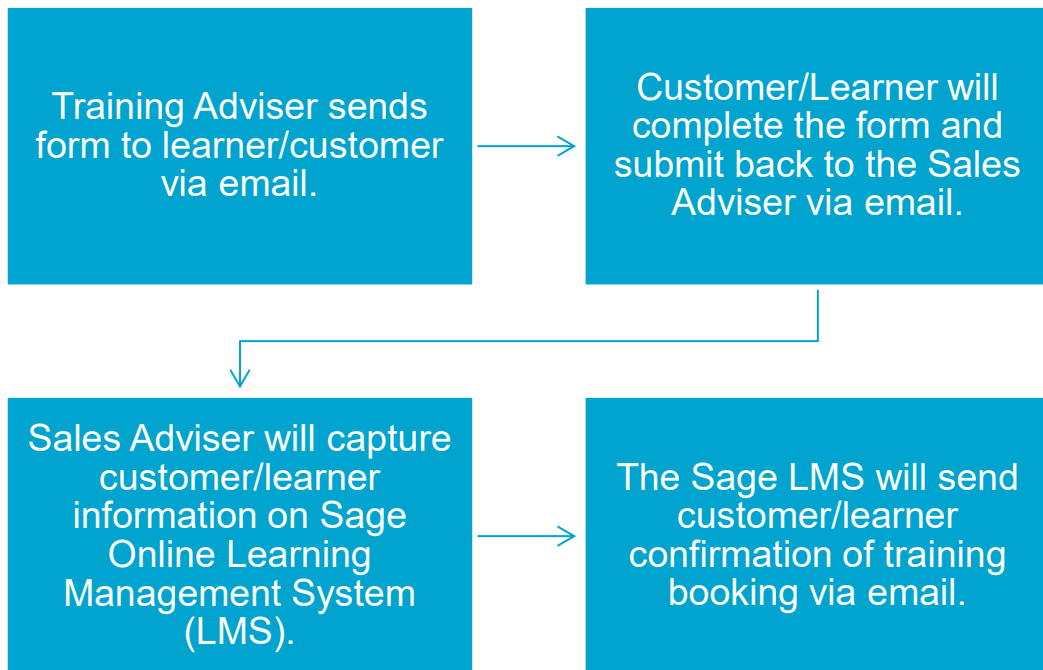 Training Adviser sends
form to learner/customer
via email.
Customer/Learner will
complete the form and
submit back to the Sales
Adviser via email.
Sales Adviser will capture
customer/learner
information on Sage
Online Learning
Management System
(LMS).
The Sage LMS will send
customer/learner
confirmation of training
booking via email.